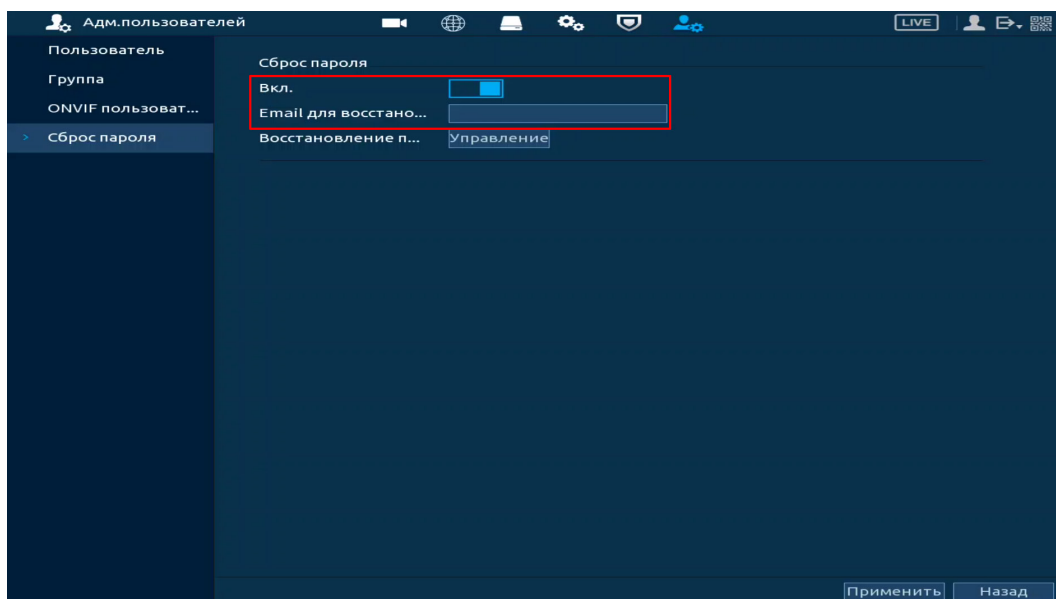 Адм.пользователей
LIVE
Пользователь
Группа
ONVIF пользоват...
Сброс пароля
Сброс пароля
Вкл.
Email для восстано...
Восстановление п...
Управление
Применить
Назад